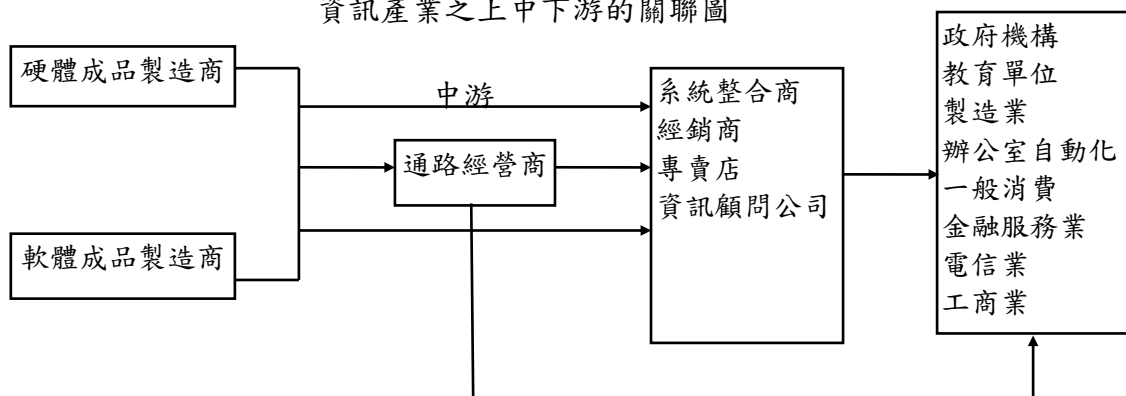 資訊產業之上中下游的關聯圖
硬體成品製造商
軟體成品製造商
中游
通路經營商
系統整合商
經銷商
專賣店
資訊顧問公司
政府機構
教育單位
製造業
辦公室自動化
一般消費
金融服務業
電信業
工商業